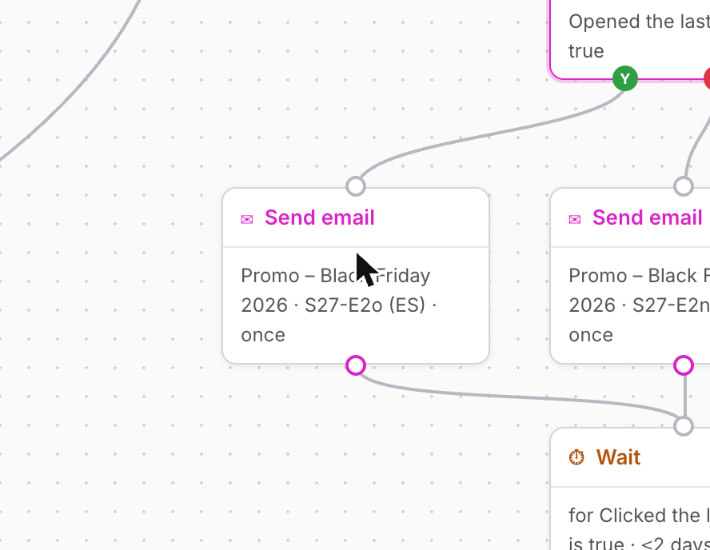 Opened the last
true
Y
✉ Send email
Promo – Black Friday
2026 · S27-E2o (ES) ·
once
✉ Send email
Promo – Black F
2026 · S27-E2n
once
⏱ Wait
for Clicked the l
is true · <2 days